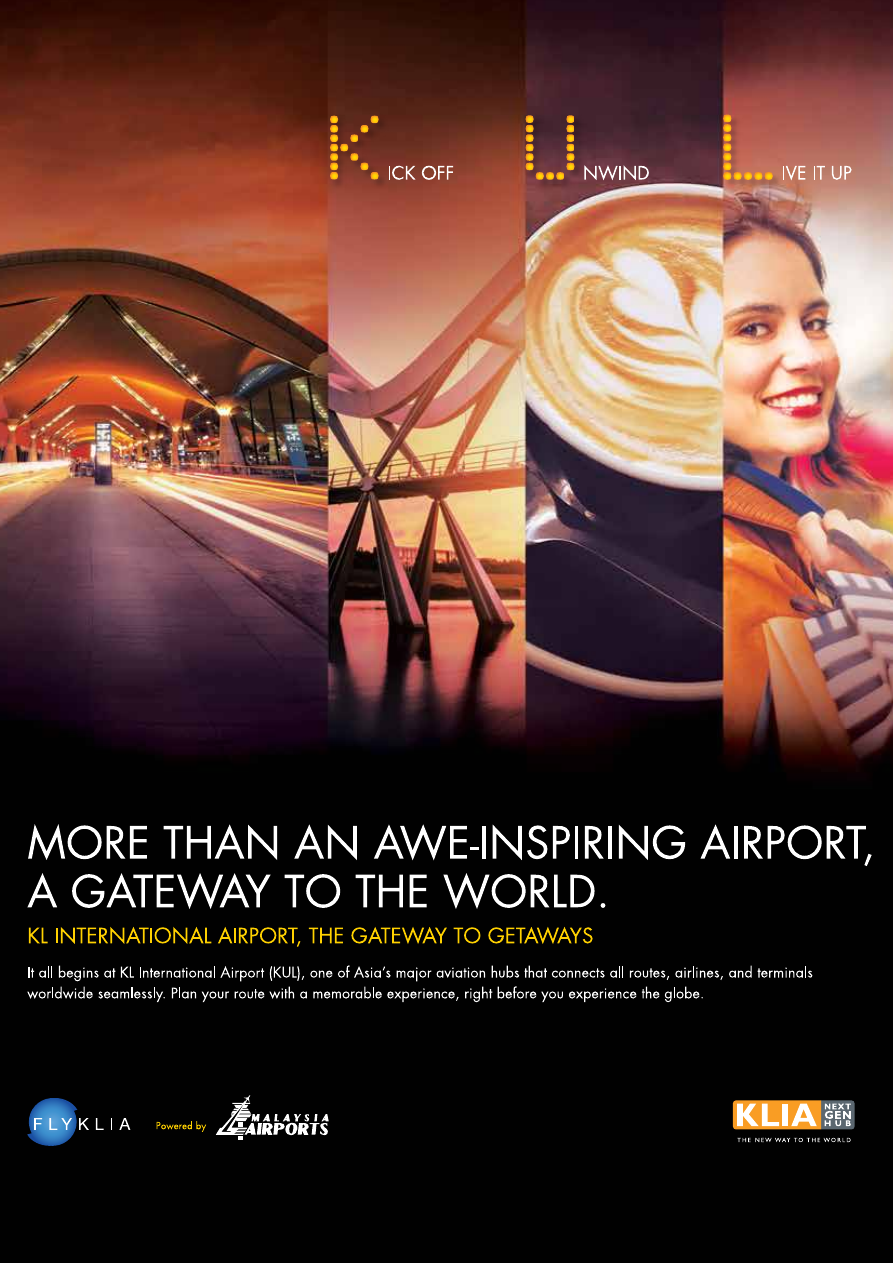 KICK OFF
UNWIND
LIVE IT UP
MORE THAN AN AWE-INSPIRING AIRPORT,
A GATEWAY TO THE WORLD.
KL INTERNATIONAL AIRPORT, THE GATEWAY TO GETAWAYS
It all begins at KL International Airport (KUL), one of Asia's major aviation hubs that connects all routes, airlines, and terminals
worldwide seamlessly. Plan your route with a memorable experience, right before you experience the globe.
FLYKLIA
Powered by
MALAYSIA
AIRPORTS
KLIA
NEXT
GEN
HUB
THE NEW WAY TO THE WORLD